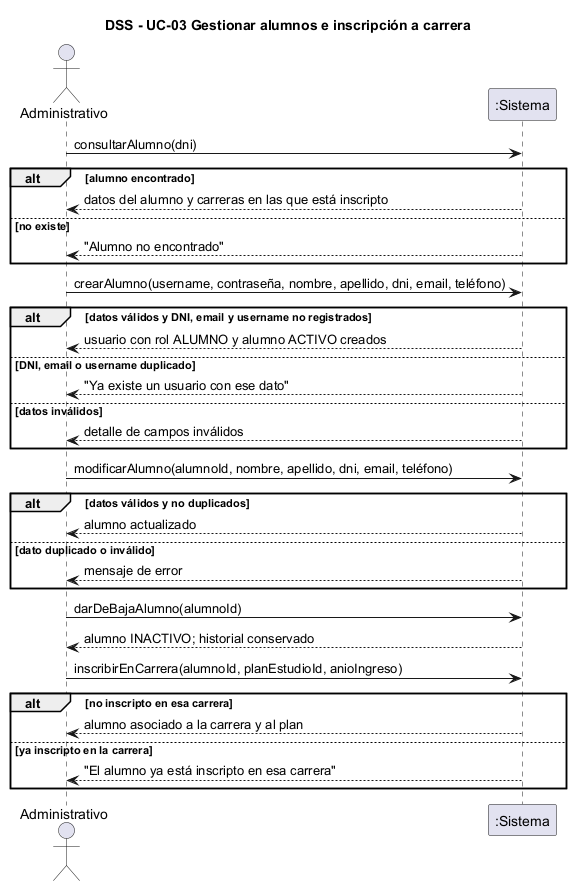 DSS - UC-03 Gestionar alumnos e inscripción a carrera
Administrativo
:Sistema
consultarAlumno(dni)
alt [alumno encontrado]
datos del alumno y carreras en las que está inscripto
[no existe]
"Alumno no encontrado"
crearAlumno(username, contraseña, nombre, apellido, dni, email, teléfono)
alt [datos válidos y DNI, email y username no registrados]
usuario con rol ALUMNO y alumno ACTIVO creados
[DNI, email o username duplicado]
"Ya existe un usuario con ese dato"
[datos inválidos]
detalle de campos inválidos
modificarAlumno(alumnoId, nombre, apellido, dni, email, teléfono)
alt [datos válidos y no duplicados]
alumno actualizado
[dato duplicado o inválido]
mensaje de error
darDeBajaAlumno(alumnoId)
alumno INACTIVO; historial conservado
inscribirEnCarrera(alumnoId, planEstudioId, anioIngreso)
alt [no inscripto en esa carrera]
alumno asociado a la carrera y al plan
[ya inscripto en la carrera]
"El alumno ya está inscripto en esa carrera"
Administrativo
:Sistema